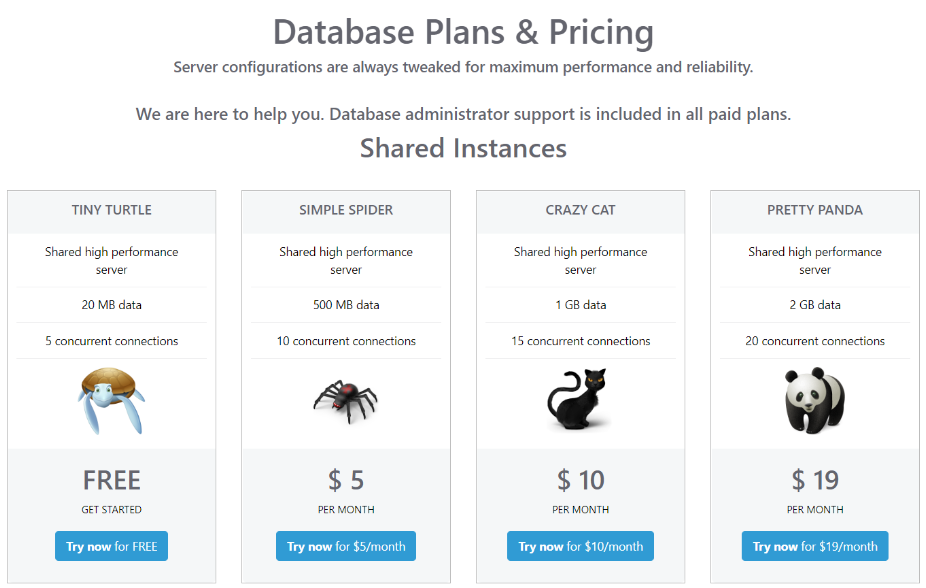 Database Plans & Pricing
Server configurations are always tweaked for maximum performance and reliability.
We are here to help you. Database administrator support is included in all paid plans.
Shared Instances
TINY TURTLE
Shared high performance
server
20 MB data
5 concurrent connections
FREE
GET STARTED
Try now for FREE
SIMPLE SPIDER
Shared high performance
server
500 MB data
10 concurrent connections
$ 5
PER MONTH
Try now for $5/month
CRAZY CAT
Shared high performance
server
1 GB data
15 concurrent connections
$ 10
PER MONTH
Try now for $10/month
PRETTY PANDA
Shared high performance
server
2 GB data
20 concurrent connections
$ 19
PER MONTH
Try now for $19/month